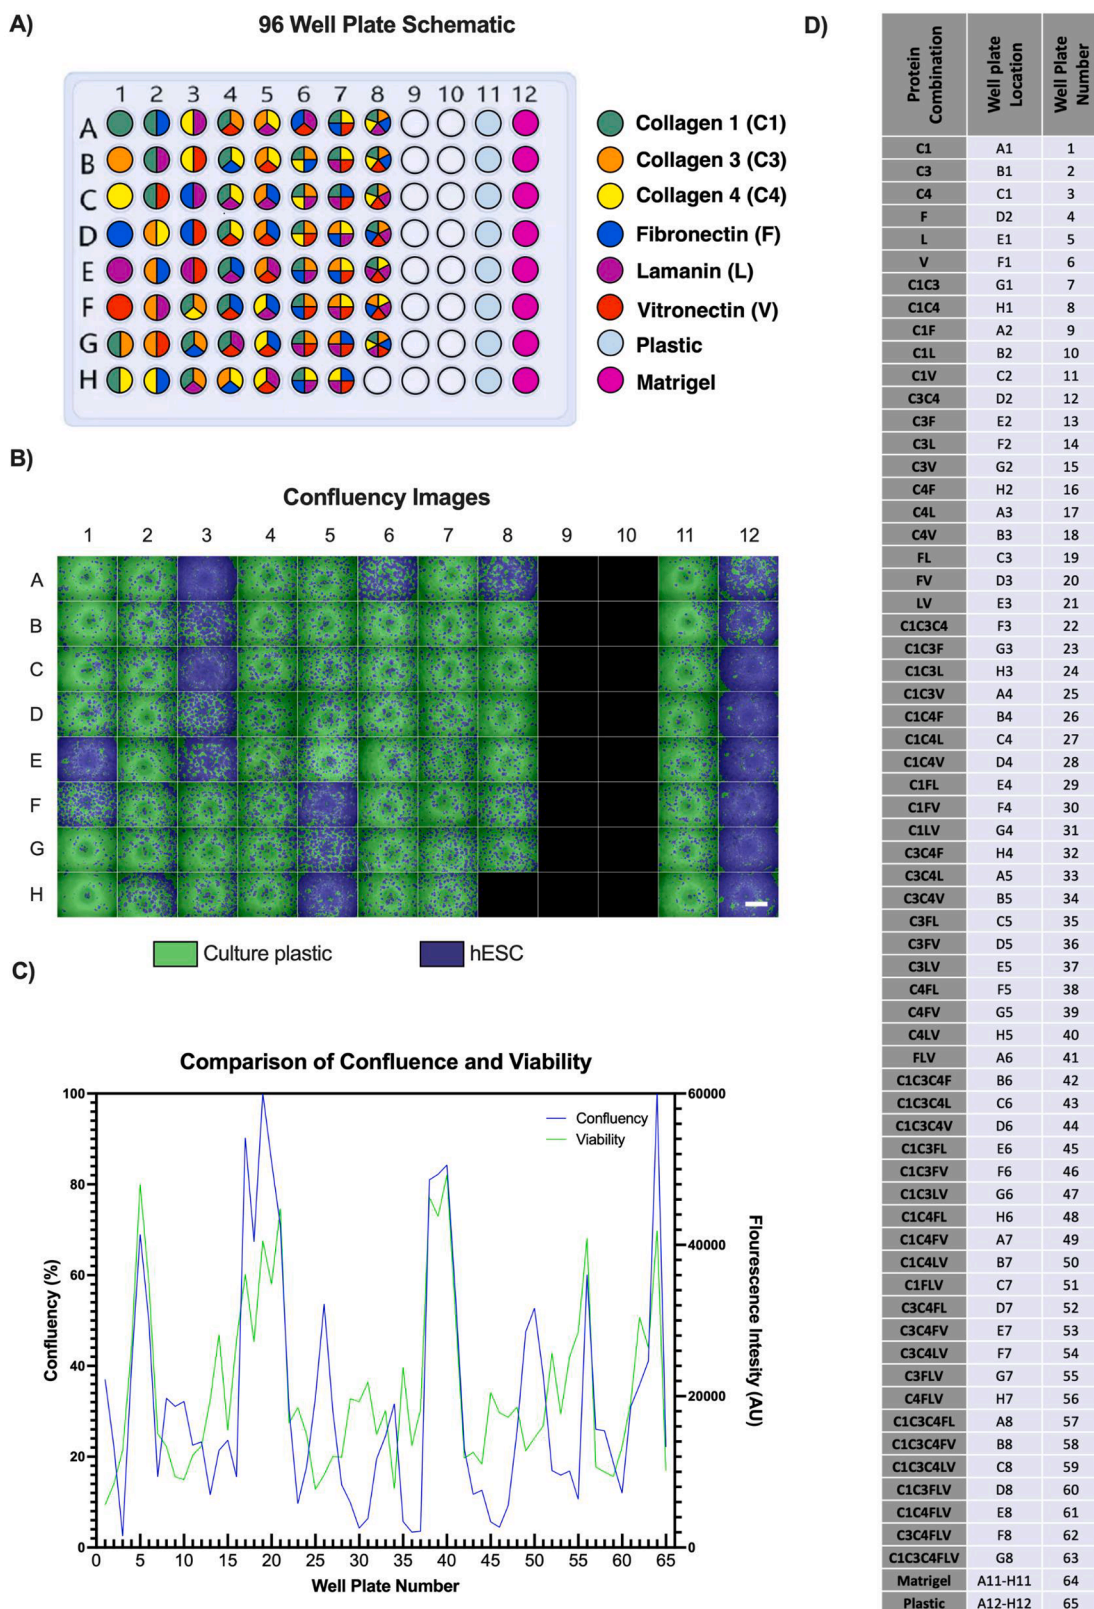 A)
96 Well Plate Schematic
1 2 3 4 5 6 7 8 9 10 11 12
A
B
C
D
E
F
G
H
Collagen 1 (C1)
Collagen 3 (C3)
Collagen 4 (C4)
Fibronectin (F)
Lamanin (L)
Vitronectin (V)
Plastic
Matrigel
B)
Confluency Images
1 2 3 4 5 6 7 8 9 10 11 12
A
B
C
D
E
F
G
H
Culture plastic
hESC
C)
Comparison of Confluence and Viability
Confluency
Viability
Confluency (%)
100
80
60
40
20
0
60000
40000
20000
0
Flourescence Intesity (AU)
0 5 10 15 20 25 30 35 40 45 50 55 60 65
Well Plate Number
D)
Protein Combination Well plate Location Well Plate Number
C1 A1 1
C3 B1 2
C4 C1 3
F D2 4
L E1 5
V F1 6
C1C3 G1 7
C1C4 H1 8
C1F A2 9
C1L B2 10
C1V C2 11
C3C4 D2 12
C3F E2 13
C3L F2 14
C3V G2 15
C4F H2 16
C4L A3 17
C4V B3 18
FL C3 19
FV D3 20
LV E3 21
C1C3C4 F3 22
C1C3F G3 23
C1C3L H3 24
C1C3V A4 25
C1C4F B4 26
C1C4L C4 27
C1C4V D4 28
C1FL E4 29
C1FV F4 30
C1LV G4 31
C3C4F H4 32
C3C4L A5 33
C3C4V B5 34
C3FL C5 35
C3FV D5 36
C3LV E5 37
C4FL F5 38
C4FV G5 39
C4LV H5 40
FLV A6 41
C1C3C4F B6 42
C1C3C4L C6 43
C1C3C4V D6 44
C1C3FL E6 45
C1C3FV F6 46
C1C3LV G6 47
C1C4FL H6 48
C1C4FV A7 49
C1C4LV B7 50
C1FLV C7 51
C3C4FL D7 52
C3C4FV E7 53
C3C4LV F7 54
C3FLV G7 55
C4FLV H7 56
C1C3C4FL A8 57
C1C3C4FV B8 58
C1C3C4LV C8 59
C1C3FLV D8 60
C1C4FLV E8 61
C3C4FLV F8 62
C1C3C4FLV G8 63
Matrigel A11-H11 64
Plastic A12-H12 65